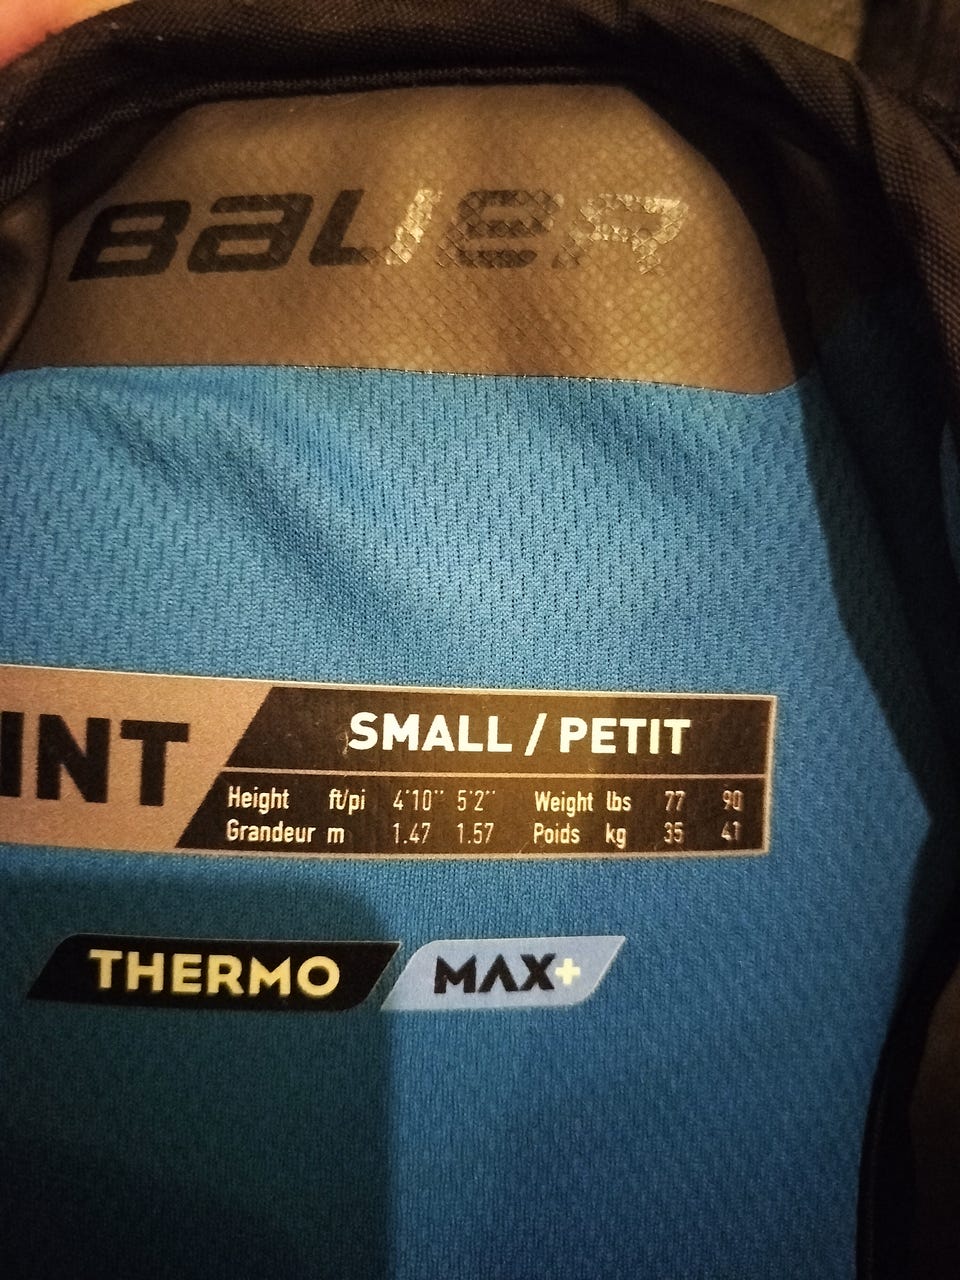 BAUER
INT
SMALL / PETIT
Height ft/pi 4'10'' 5'2'' Weight lbs 77 90
Grandeur m 1.47 1.57 Poids kg 35 41
THERMO MAX+